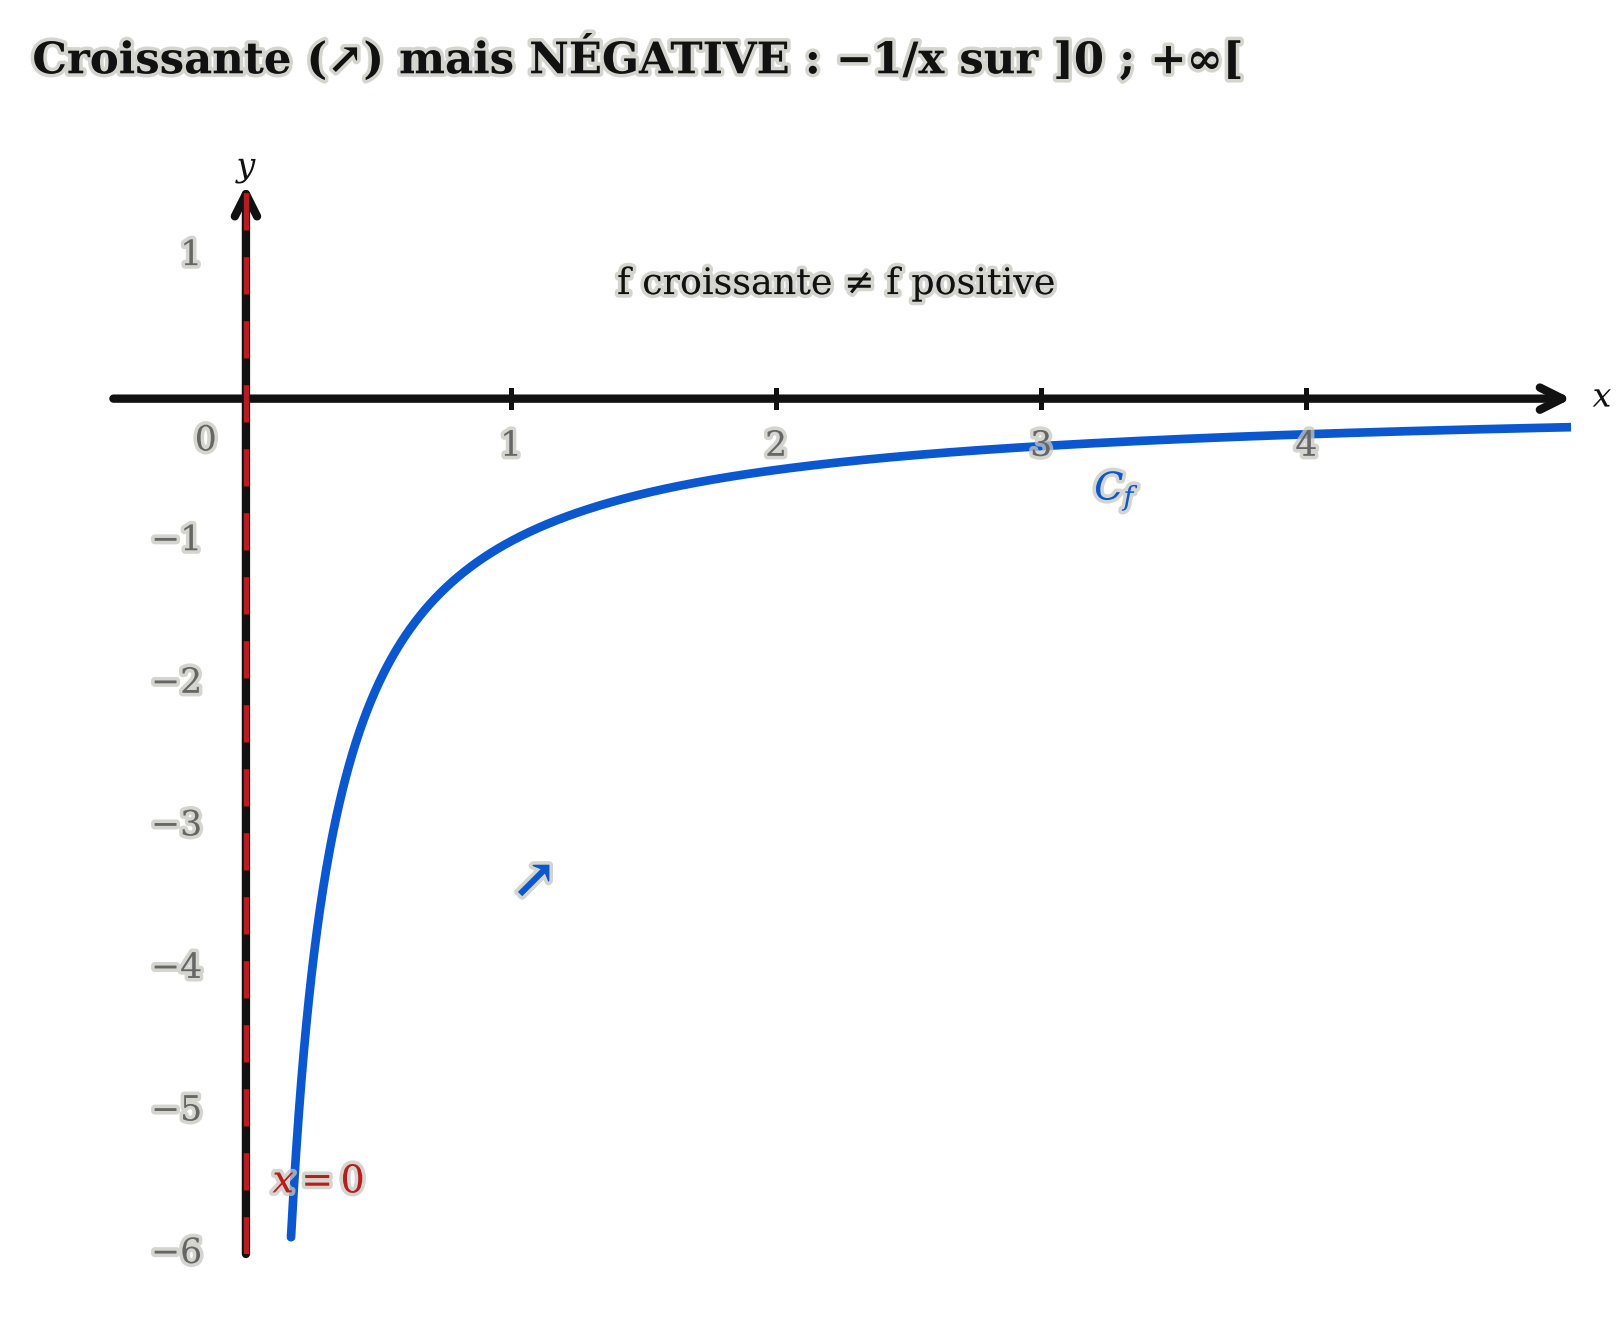 Croissante (↗) mais NÉGATIVE : −1/x sur ]0 ; +∞[
y
1
f croissante ≠ f positive
x
0
1
2
3
4
C_f
−1
−2
−3
↗
−4
−5
x = 0
−6